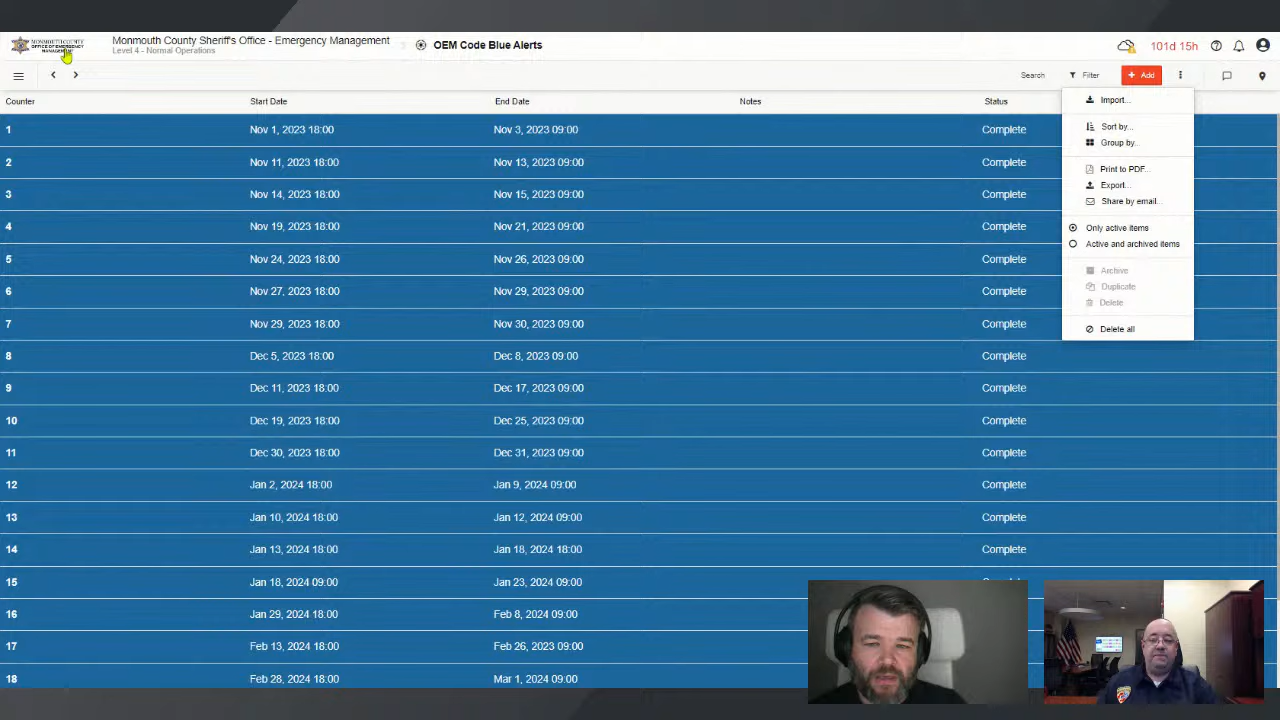 MONMOUTH COUNTY
OFFICE OF EMERGENCY
MANAGEMENT
Monmouth County Sheriff's Office - Emergency Management
Level 4 - Normal Operations
OEM Code Blue Alerts
101d 15h
Search
Filter
+ Add
Counter Start Date End Date Notes Status
1 Nov 1, 2023 18:00 Nov 3, 2023 09:00 Complete
2 Nov 11, 2023 18:00 Nov 13, 2023 09:00 Complete
3 Nov 14, 2023 18:00 Nov 15, 2023 09:00 Complete
4 Nov 19, 2023 18:00 Nov 21, 2023 09:00 Complete
5 Nov 24, 2023 18:00 Nov 26, 2023 09:00 Complete
6 Nov 27, 2023 18:00 Nov 29, 2023 09:00 Complete
7 Nov 29, 2023 18:00 Nov 30, 2023 09:00 Complete
8 Dec 5, 2023 18:00 Dec 8, 2023 09:00 Complete
9 Dec 11, 2023 18:00 Dec 17, 2023 09:00 Complete
10 Dec 19, 2023 18:00 Dec 25, 2023 09:00 Complete
11 Dec 30, 2023 18:00 Dec 31, 2023 09:00 Complete
12 Jan 2, 2024 18:00 Jan 9, 2024 09:00 Complete
13 Jan 10, 2024 18:00 Jan 12, 2024 09:00 Complete
14 Jan 13, 2024 18:00 Jan 18, 2024 18:00 Complete
15 Jan 18, 2024 09:00 Jan 23, 2024 09:00
16 Jan 29, 2024 18:00 Feb 8, 2024 09:00
17 Feb 13, 2024 18:00 Feb 26, 2023 09:00
18 Feb 28, 2024 18:00 Mar 1, 2024 09:00
Import...
Sort by...
Group by...
Print to PDF...
Export...
Share by email...
Only active items
Active and archived items
Archive
Duplicate
Delete
Delete all